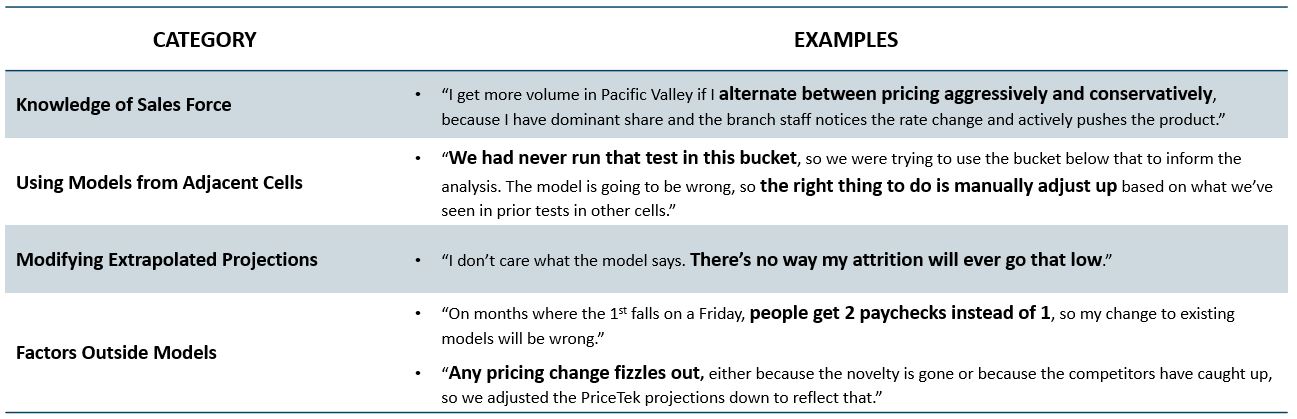 CATEGORY EXAMPLES
Knowledge of Sales Force
• “I get more volume in Pacific Valley if I alternate between pricing aggressively and conservatively,
because I have dominant share and the branch staff notices the rate change and actively pushes the product.”
Using Models from Adjacent Cells
• “We had never run that test in this bucket, so we were trying to use the bucket below that to inform the
analysis. The model is going to be wrong, so the right thing to do is manually adjust up based on what we’ve
seen in prior tests in other cells.”
Modifying Extrapolated Projections
• “I don’t care what the model says. There’s no way my attrition will ever go that low.”
Factors Outside Models
• “On months where the 1st falls on a Friday, people get 2 paychecks instead of 1, so my change to existing
models will be wrong.”
• “Any pricing change fizzles out, either because the novelty is gone or because the competitors have caught up,
so we adjusted the PriceTek projections down to reflect that.”